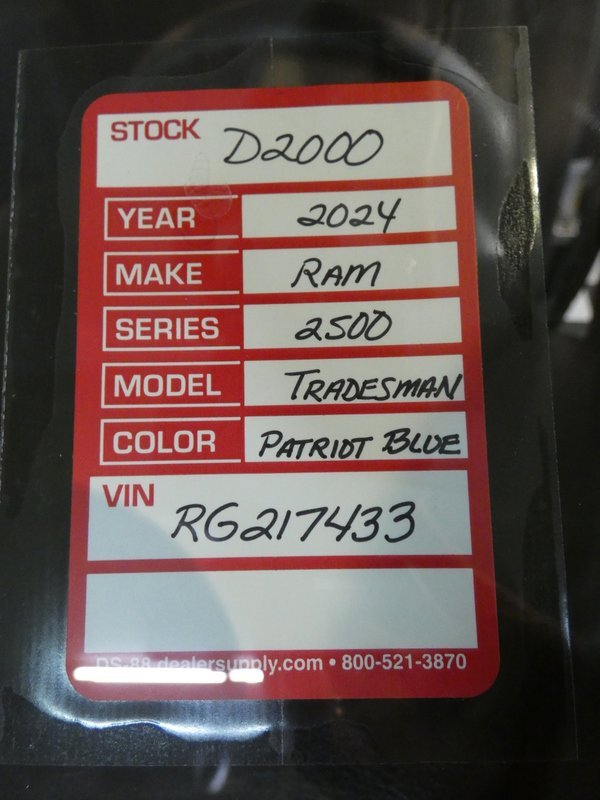 STOCK D2000
YEAR 2024
MAKE RAM
SERIES 2500
MODEL TRADESMAN
COLOR PATRIOT BLUE
VIN RG217433
DS-88 dealersupply.com • 800-521-3870